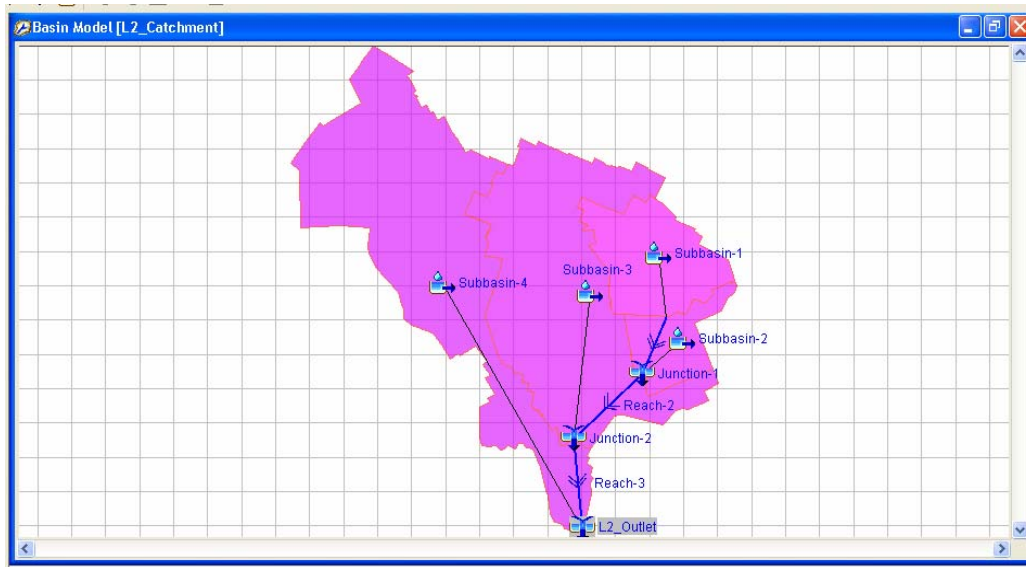 Basin Model [L2_Catchment]
Subbasin-1
Subbasin-3
Subbasin-4
Subbasin-2
Junction-1
Reach-2
Junction-2
Reach-3
L2_Outlet